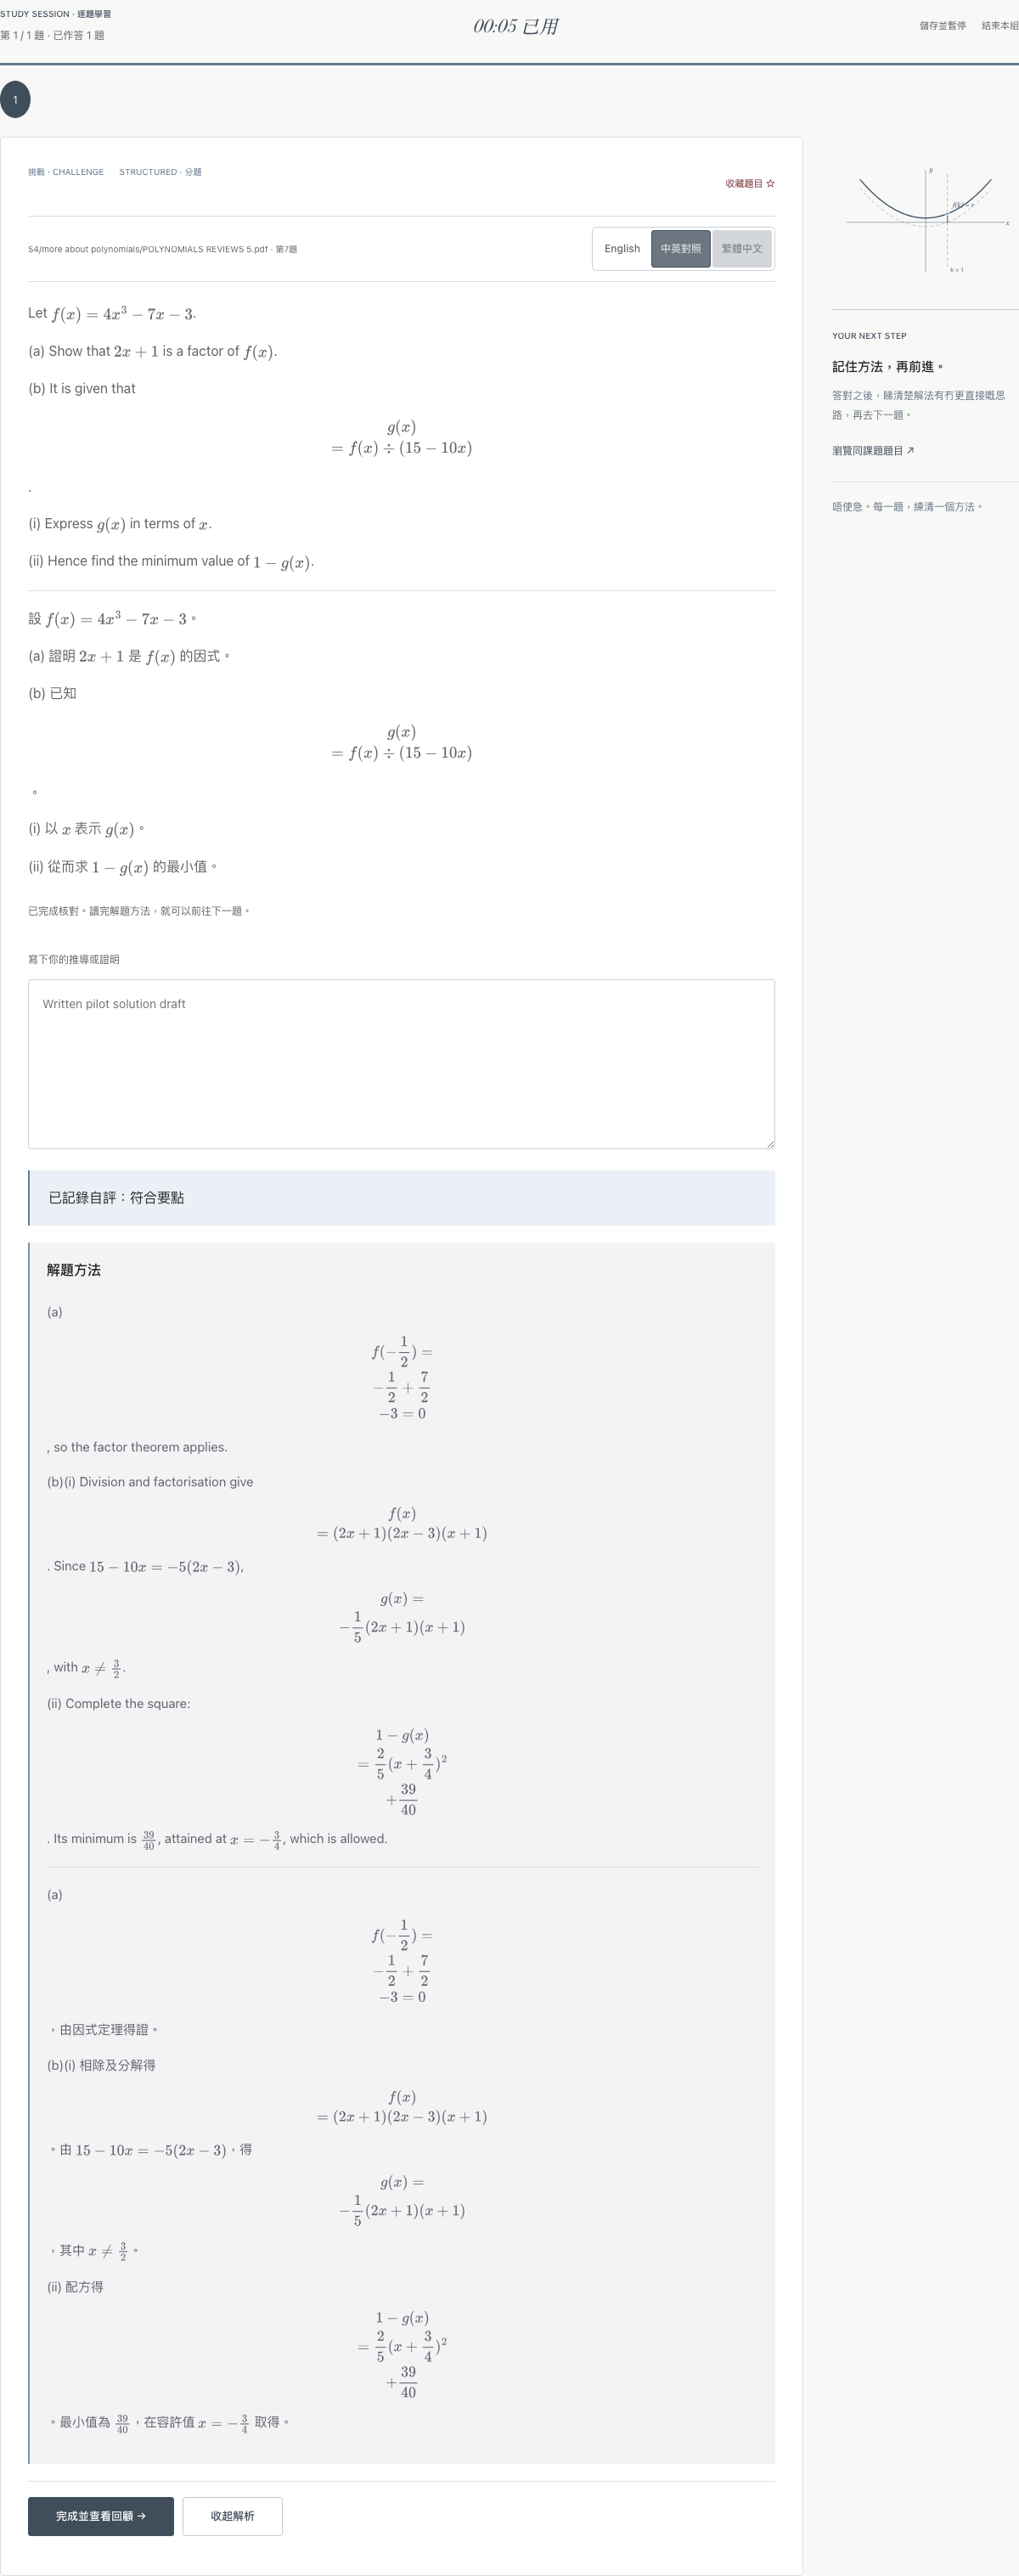 STUDY SESSION · 逐題學習
第 1 / 1 題 · 已作答 1 題
00:05 已用
儲存並暫停 結束本組
1
挑戰 · CHALLENGE STRUCTURED · 分題
收藏題目 ☆
S4/more about polynomials/POLYNOMIALS REVIEWS 5.pdf · 第7題
English 中英對照 繁體中文
Let f(x) = 4x³ − 7x − 3.
(a) Show that 2x + 1 is a factor of f(x).
(b) It is given that
g(x)
= f(x) ÷ (15 − 10x)
.
(i) Express g(x) in terms of x.
(ii) Hence find the minimum value of 1 − g(x).
設 f(x) = 4x³ − 7x − 3。
(a) 證明 2x + 1 是 f(x) 的因式。
(b) 已知
g(x)
= f(x) ÷ (15 − 10x)
。
(i) 以 x 表示 g(x)。
(ii) 從而求 1 − g(x) 的最小值。
已完成核對。讀完解題方法,就可以前往下一題。
寫下你的推導或證明
Written pilot solution draft
已記錄自評:符合要點
解題方法
(a)
f(−1/2) =
−1/2 + 7/2
−3 = 0
, so the factor theorem applies.
(b)(i) Division and factorisation give
f(x)
= (2x + 1)(2x − 3)(x + 1)
. Since 15 − 10x = −5(2x − 3),
g(x) =
−1/5(2x + 1)(x + 1)
, with x ≠ 3/2.
(ii) Complete the square:
1 − g(x)
= 2/5(x + 3/4)²
+39/40
. Its minimum is 39/40, attained at x = −3/4, which is allowed.
(a)
f(−1/2) =
−1/2 + 7/2
−3 = 0
,由因式定理得證。
(b)(i) 相除及分解得
f(x)
= (2x + 1)(2x − 3)(x + 1)
。由 15 − 10x = −5(2x − 3),得
g(x) =
−1/5(2x + 1)(x + 1)
,其中 x ≠ 3/2。
(ii) 配方得
1 − g(x)
= 2/5(x + 3/4)²
+39/40
。最小值為 39/40,在容許值 x = −3/4 取得。
完成並查看回顧 → 收起解析
y
f(k) = r
x
k = 1
YOUR NEXT STEP
記住方法,再前進。
答對之後,睇清楚解法有冇更直接嘅思
路,再去下一題。
瀏覽同課題題目 ↗
唔使急。每一題,練清一個方法。